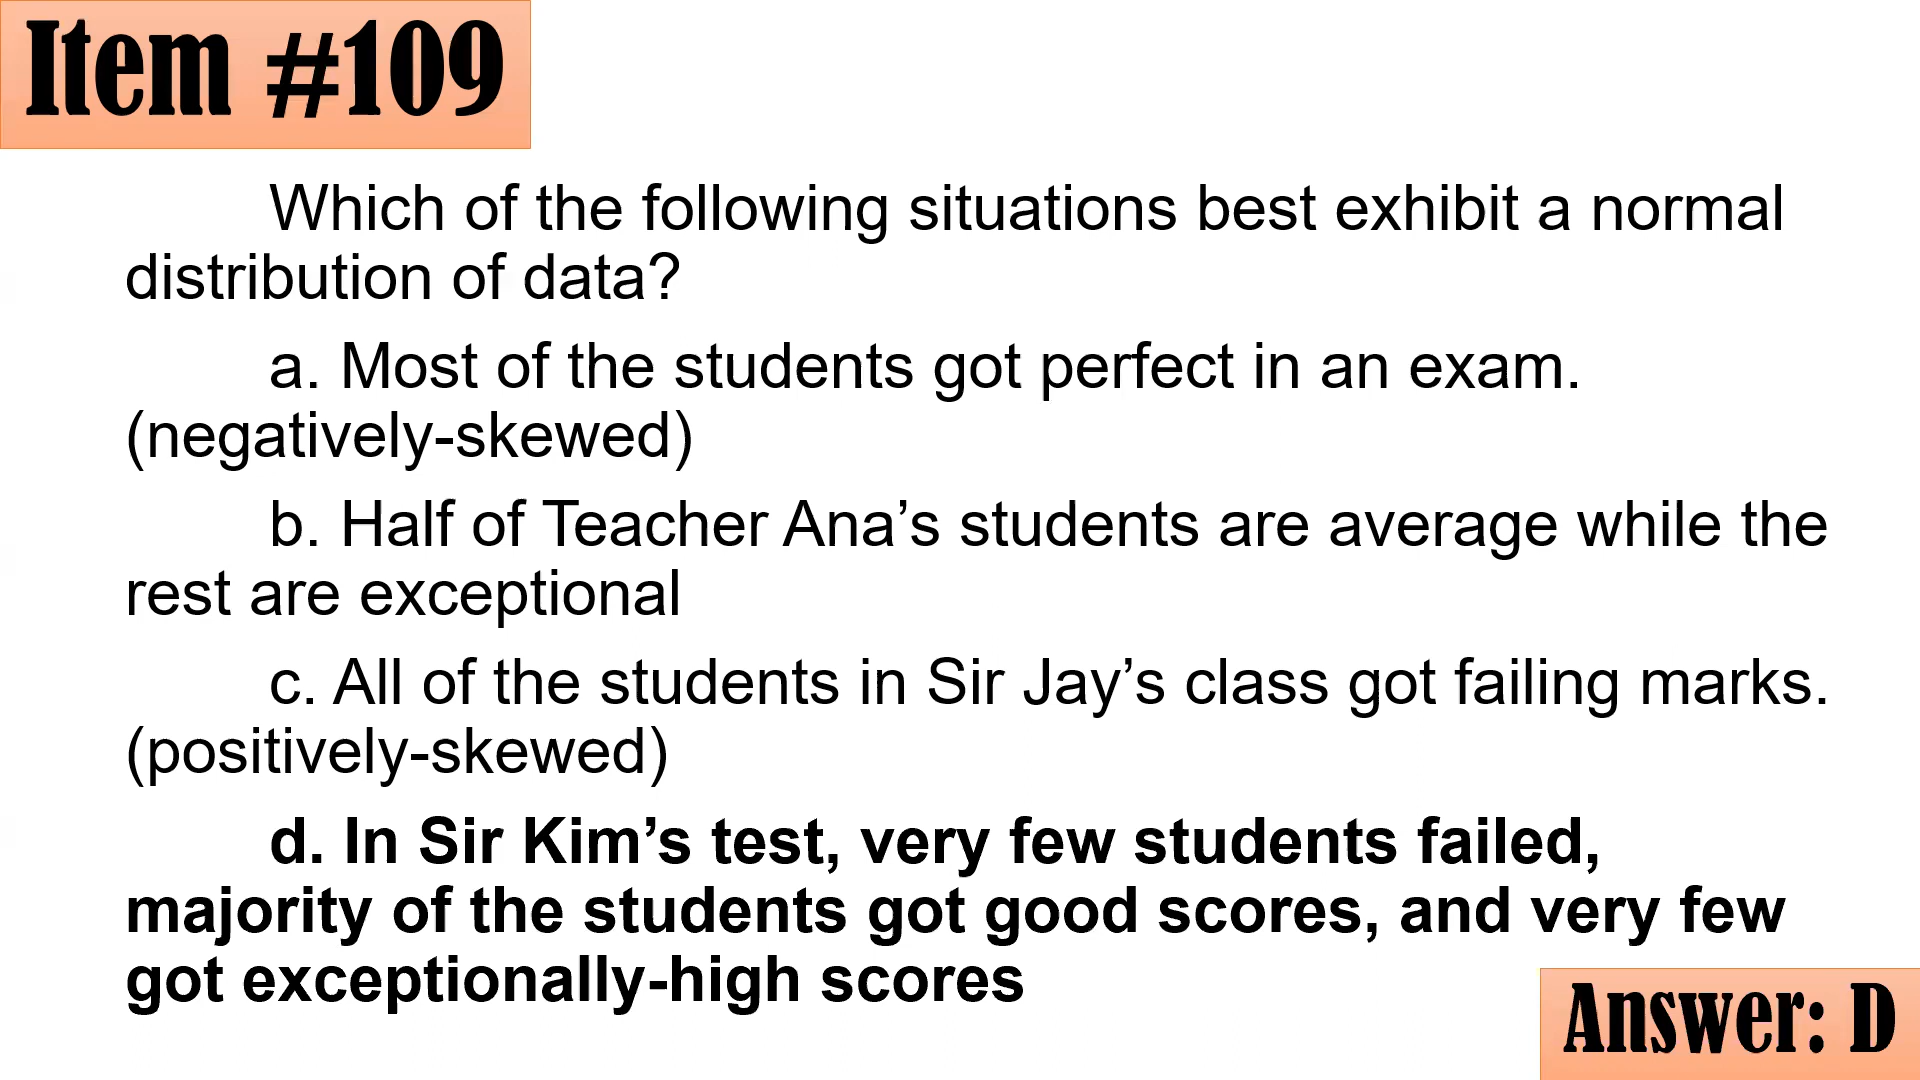 Item #109
Which of the following situations best exhibit a normal
distribution of data?
a. Most of the students got perfect in an exam.
(negatively-skewed)
b. Half of Teacher Ana’s students are average while the
rest are exceptional
c. All of the students in Sir Jay’s class got failing marks.
(positively-skewed)
d. In Sir Kim’s test, very few students failed,
majority of the students got good scores, and very few
got exceptionally-high scores
Answer: D